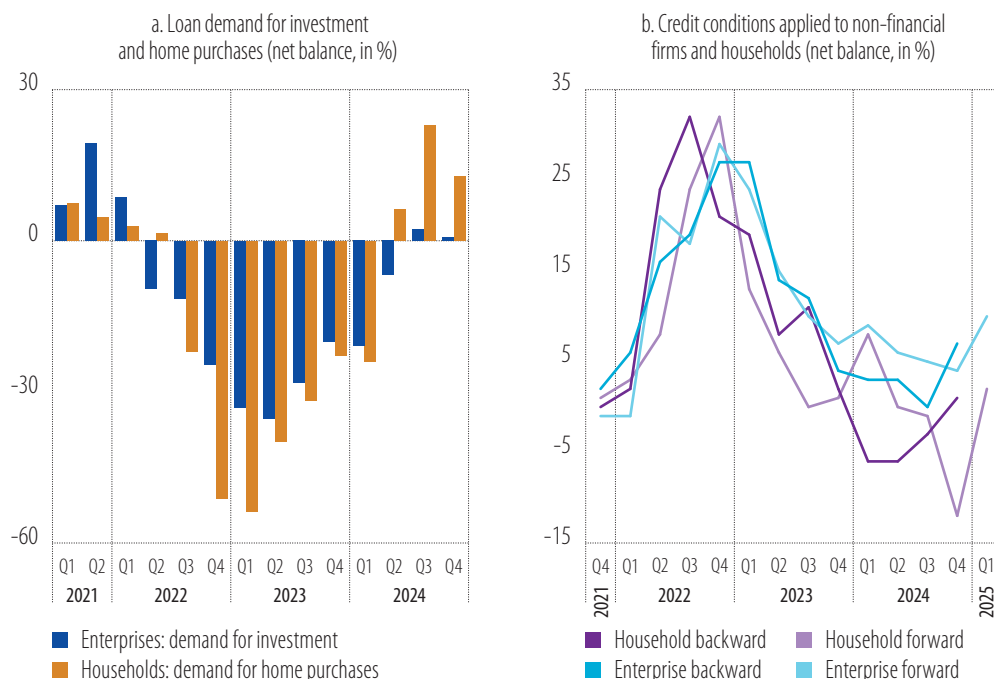 a. Loan demand for investment
and home purchases (net balance, in %)
30
0
-30
-60
Q1 Q2 Q1 Q2 Q3 Q4 Q1 Q2 Q3 Q4 Q1 Q2 Q3 Q4
2021 2022 2023 2024
Enterprises: demand for investment
Households: demand for home purchases
b. Credit conditions applied to non-financial
firms and households (net balance, in %)
35
25
15
5
-5
-15
Q4 Q1 Q2 Q3 Q4 Q1 Q2 Q3 Q4 Q1 Q2 Q3 Q4 Q1
2021 2022 2023 2024 2025
Household backward Household forward
Enterprise backward Enterprise forward